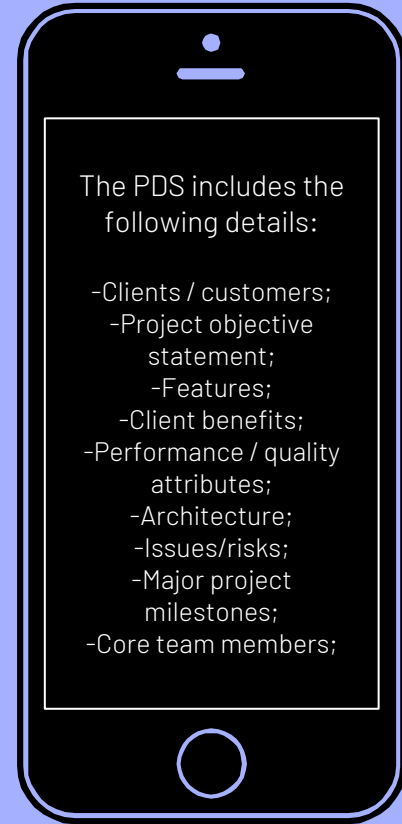 The PDS includes the
following details:
-Clients / customers;
-Project objective
statement;
-Features;
-Client benefits;
-Performance / quality
attributes;
-Architecture;
-Issues/risks;
-Major project
milestones;
-Core team members;